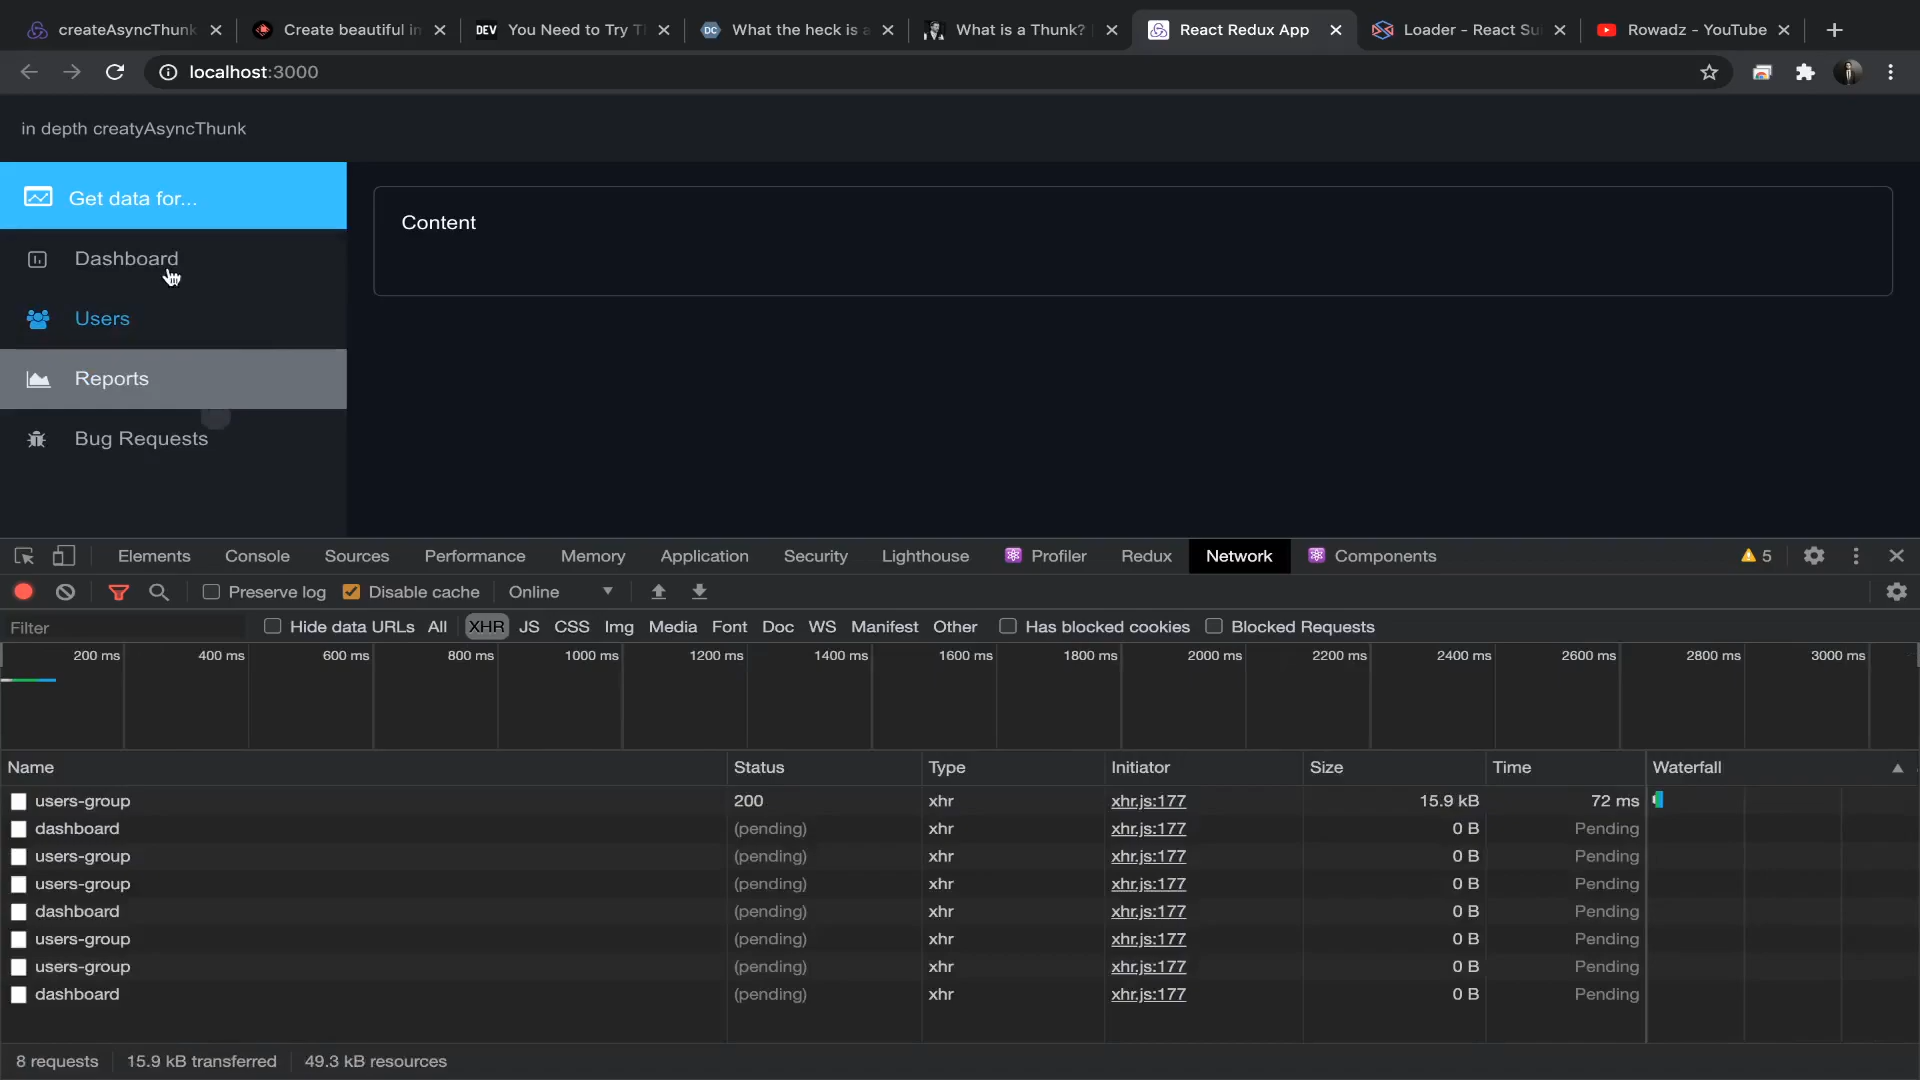 createAsyncThunk
Create beautiful in
DEV You Need to Try T
DC What the heck is a
What is a Thunk?
React Redux App
Loader - React Sui
Rowadz - YouTube
localhost:3000
in depth creatyAsyncThunk
Get data for...
Dashboard
Users
Reports
Bug Requests
Content
Elements Console Sources Performance Memory Application Security Lighthouse Profiler Redux Network Components 5
Preserve log Disable cache Online
Filter Hide data URLs All XHR JS CSS Img Media Font Doc WS Manifest Other Has blocked cookies Blocked Requests
200 ms 400 ms 600 ms 800 ms 1000 ms 1200 ms 1400 ms 1600 ms 1800 ms 2000 ms 2200 ms 2400 ms 2600 ms 2800 ms 3000 ms
Name Status Type Initiator Size Time Waterfall
users-group 200 xhr xhr.js:177 15.9 kB 72 ms
dashboard (pending) xhr xhr.js:177 0 B Pending
users-group (pending) xhr xhr.js:177 0 B Pending
users-group (pending) xhr xhr.js:177 0 B Pending
dashboard (pending) xhr xhr.js:177 0 B Pending
users-group (pending) xhr xhr.js:177 0 B Pending
users-group (pending) xhr xhr.js:177 0 B Pending
dashboard (pending) xhr xhr.js:177 0 B Pending
8 requests 15.9 kB transferred 49.3 kB resources